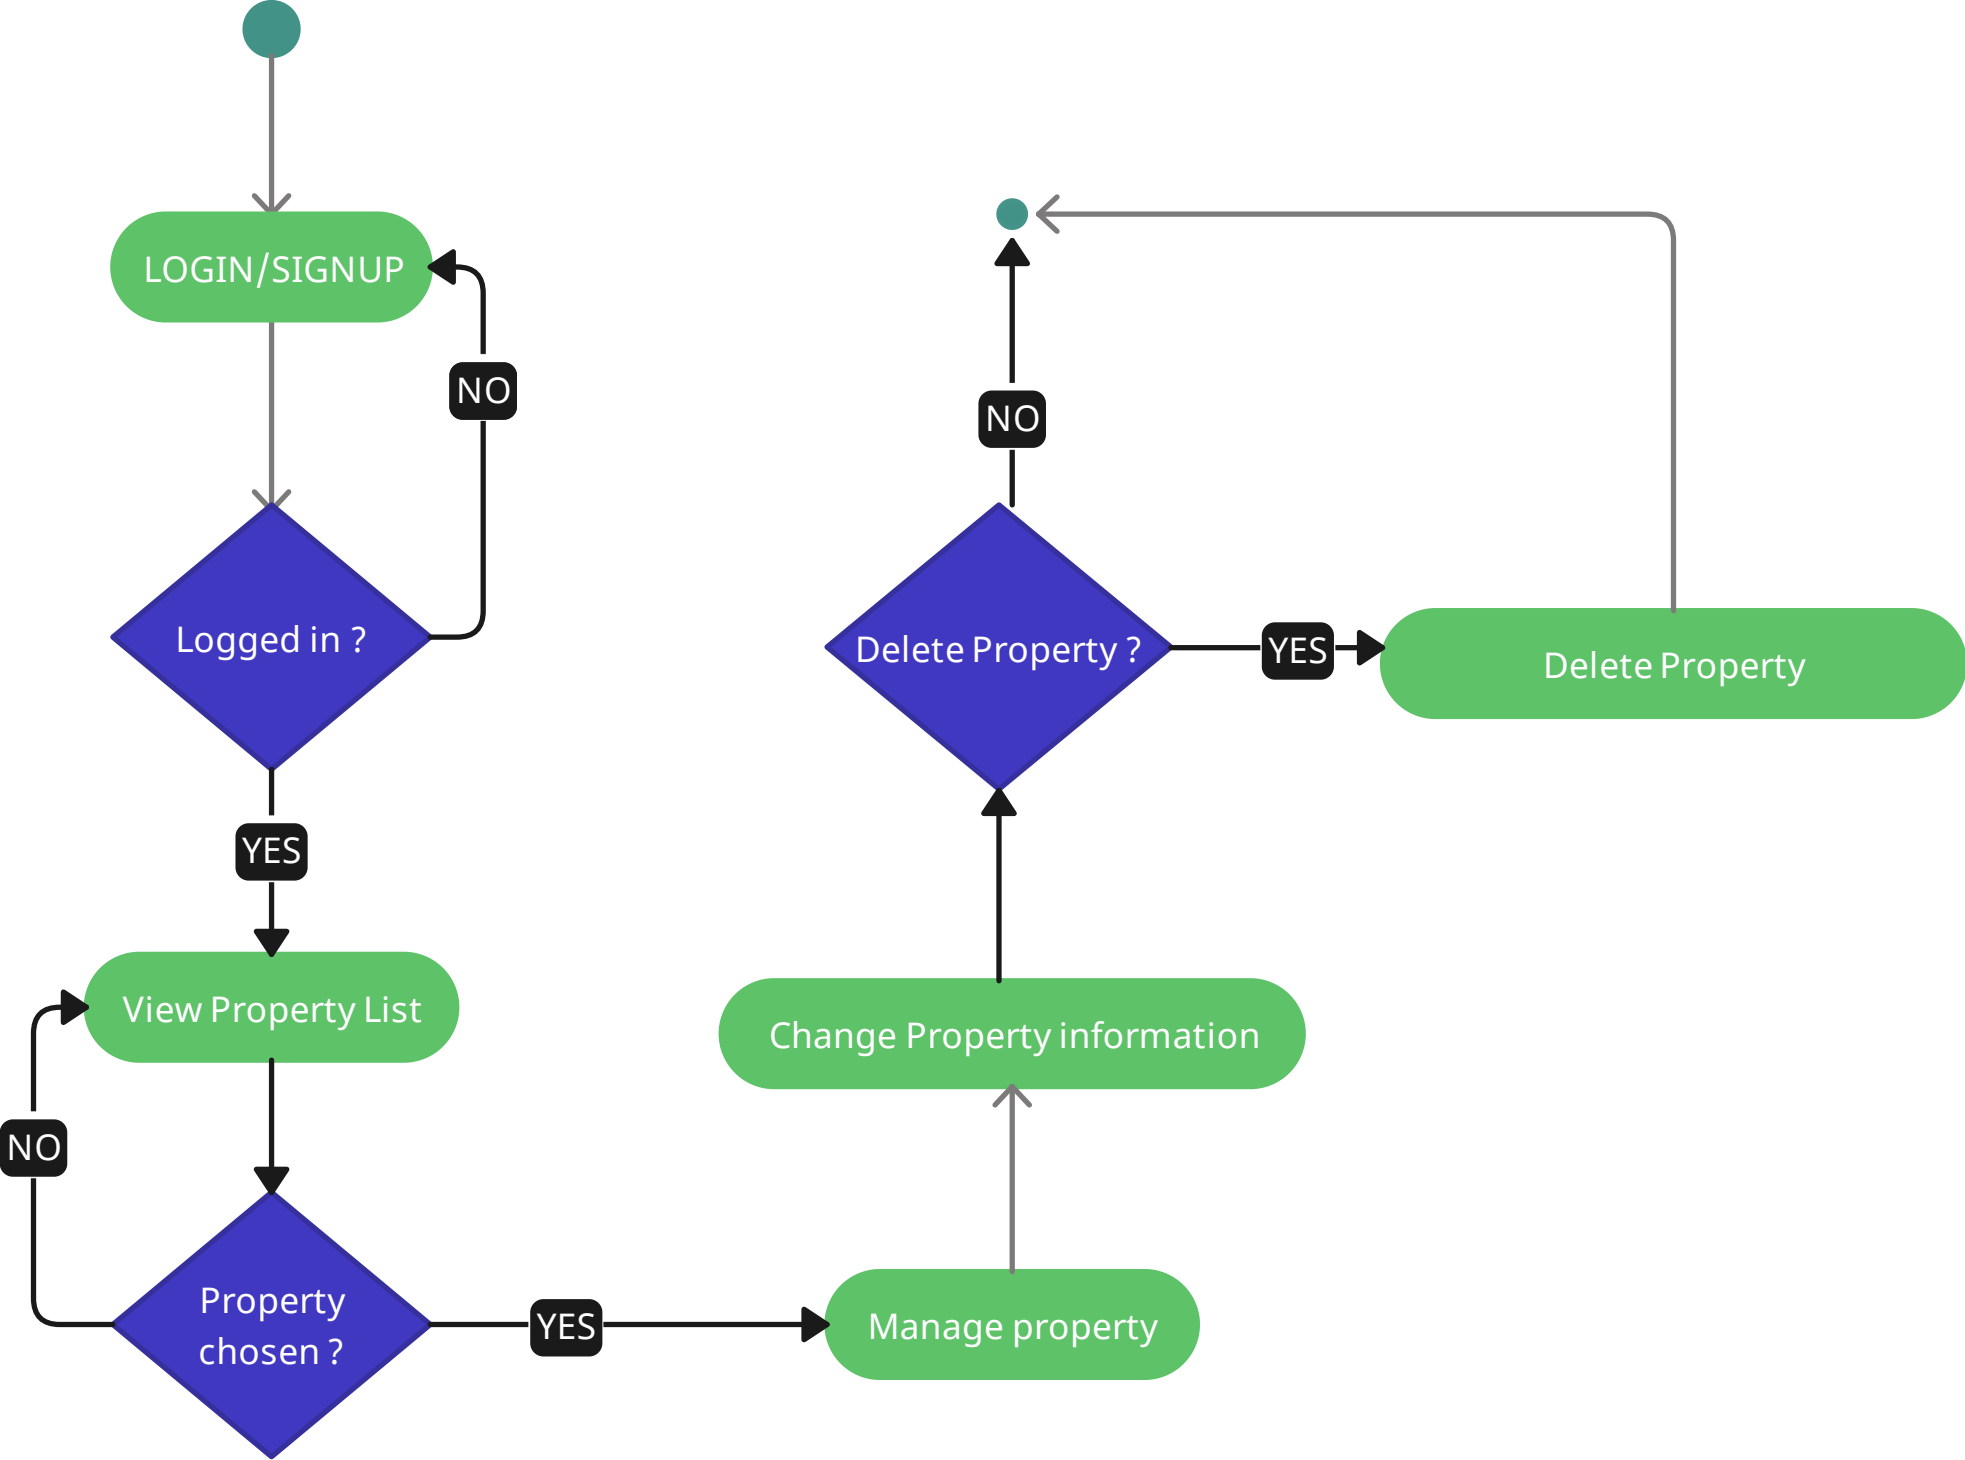 LOGIN/SIGNUP
NO
Logged in ?
YES
View Property List
NO
Property
chosen ?
YES
Manage property
Change Property information
Delete Property ?
NO
YES
Delete Property